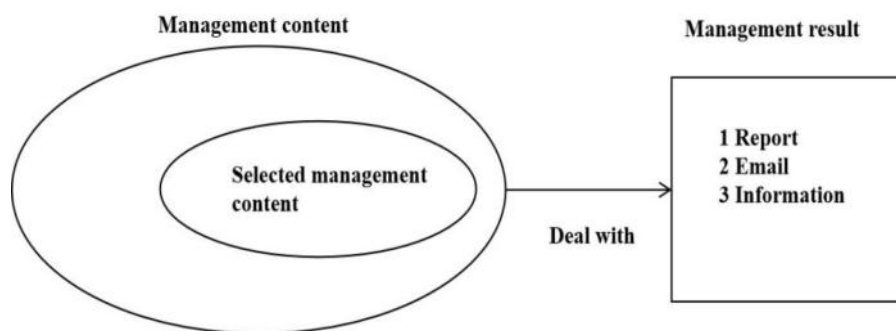 Management content
Management result
1 Report
2 Email
3 Information
Selected management
content
Deal with